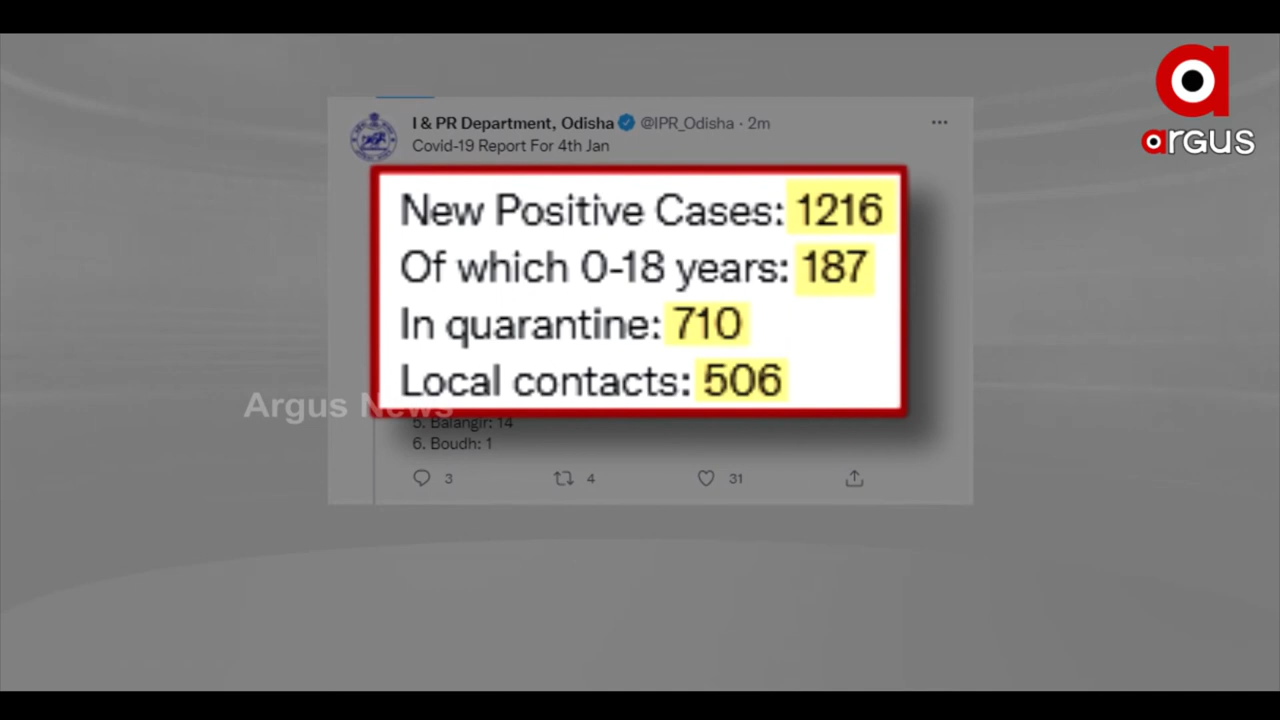 argus
I & PR Department, Odisha @IPR_Odisha · 2m
Covid-19 Report For 4th Jan
New Positive Cases: 1216
Of which 0-18 years: 187
In quarantine: 710
Local contacts: 506
Argus News
5. Balangir: 14
6. Boudh: 1
3 4 31